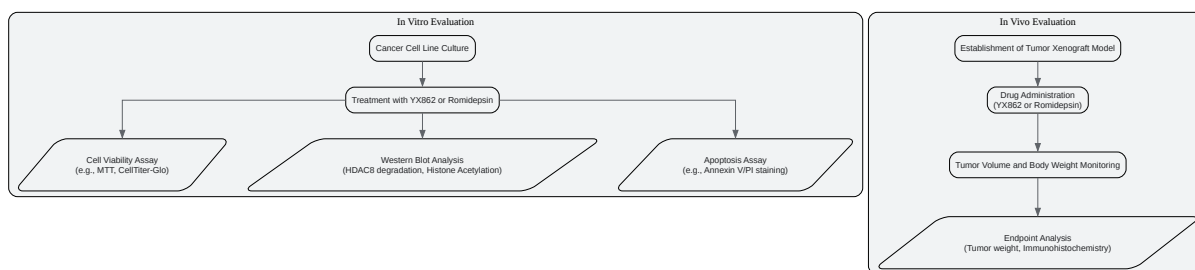 In Vitro Evaluation
Cancer Cell Line Culture
Treatment with YX862 or Romidepsin
Cell Viability Assay
(e.g., MTT, CellTiter-Glo)
Western Blot Analysis
(HDAC8 degradation, Histone Acetylation)
Apoptosis Assay
(e.g., Annexin V/PI staining)
In Vivo Evaluation
Establishment of Tumor Xenograft Model
Drug Administration
(YX862 or Romidepsin)
Tumor Volume and Body Weight Monitoring
Endpoint Analysis
(Tumor weight, Immunohistochemistry)